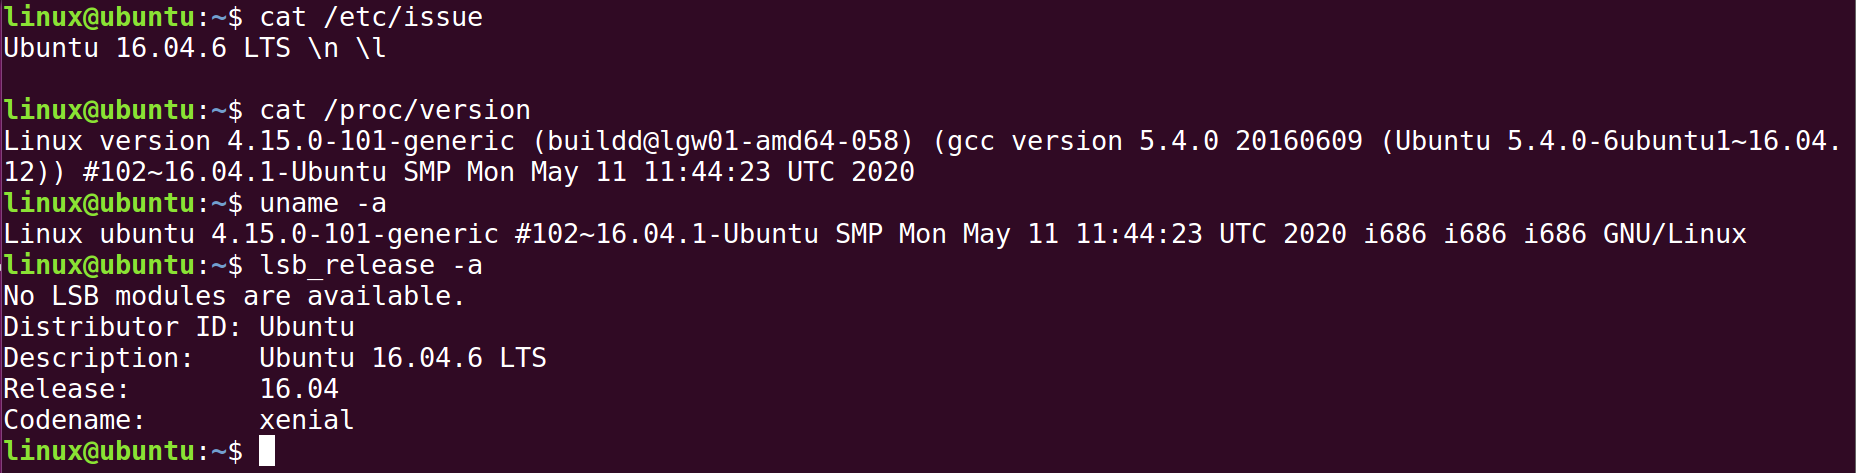 linux@ubuntu:~$ cat /etc/issue
Ubuntu 16.04.6 LTS \n \l
linux@ubuntu:~$ cat /proc/version
Linux version 4.15.0-101-generic (buildd@lgw01-amd64-058) (gcc version 5.4.0 20160609 (Ubuntu 5.4.0-6ubuntu1~16.04.
12)) #102~16.04.1-Ubuntu SMP Mon May 11 11:44:23 UTC 2020
linux@ubuntu:~$ uname -a
Linux ubuntu 4.15.0-101-generic #102~16.04.1-Ubuntu SMP Mon May 11 11:44:23 UTC 2020 i686 i686 i686 GNU/Linux
linux@ubuntu:~$ lsb_release -a
No LSB modules are available.
Distributor ID: Ubuntu
Description:    Ubuntu 16.04.6 LTS
Release:        16.04
Codename:       xenial
linux@ubuntu:~$